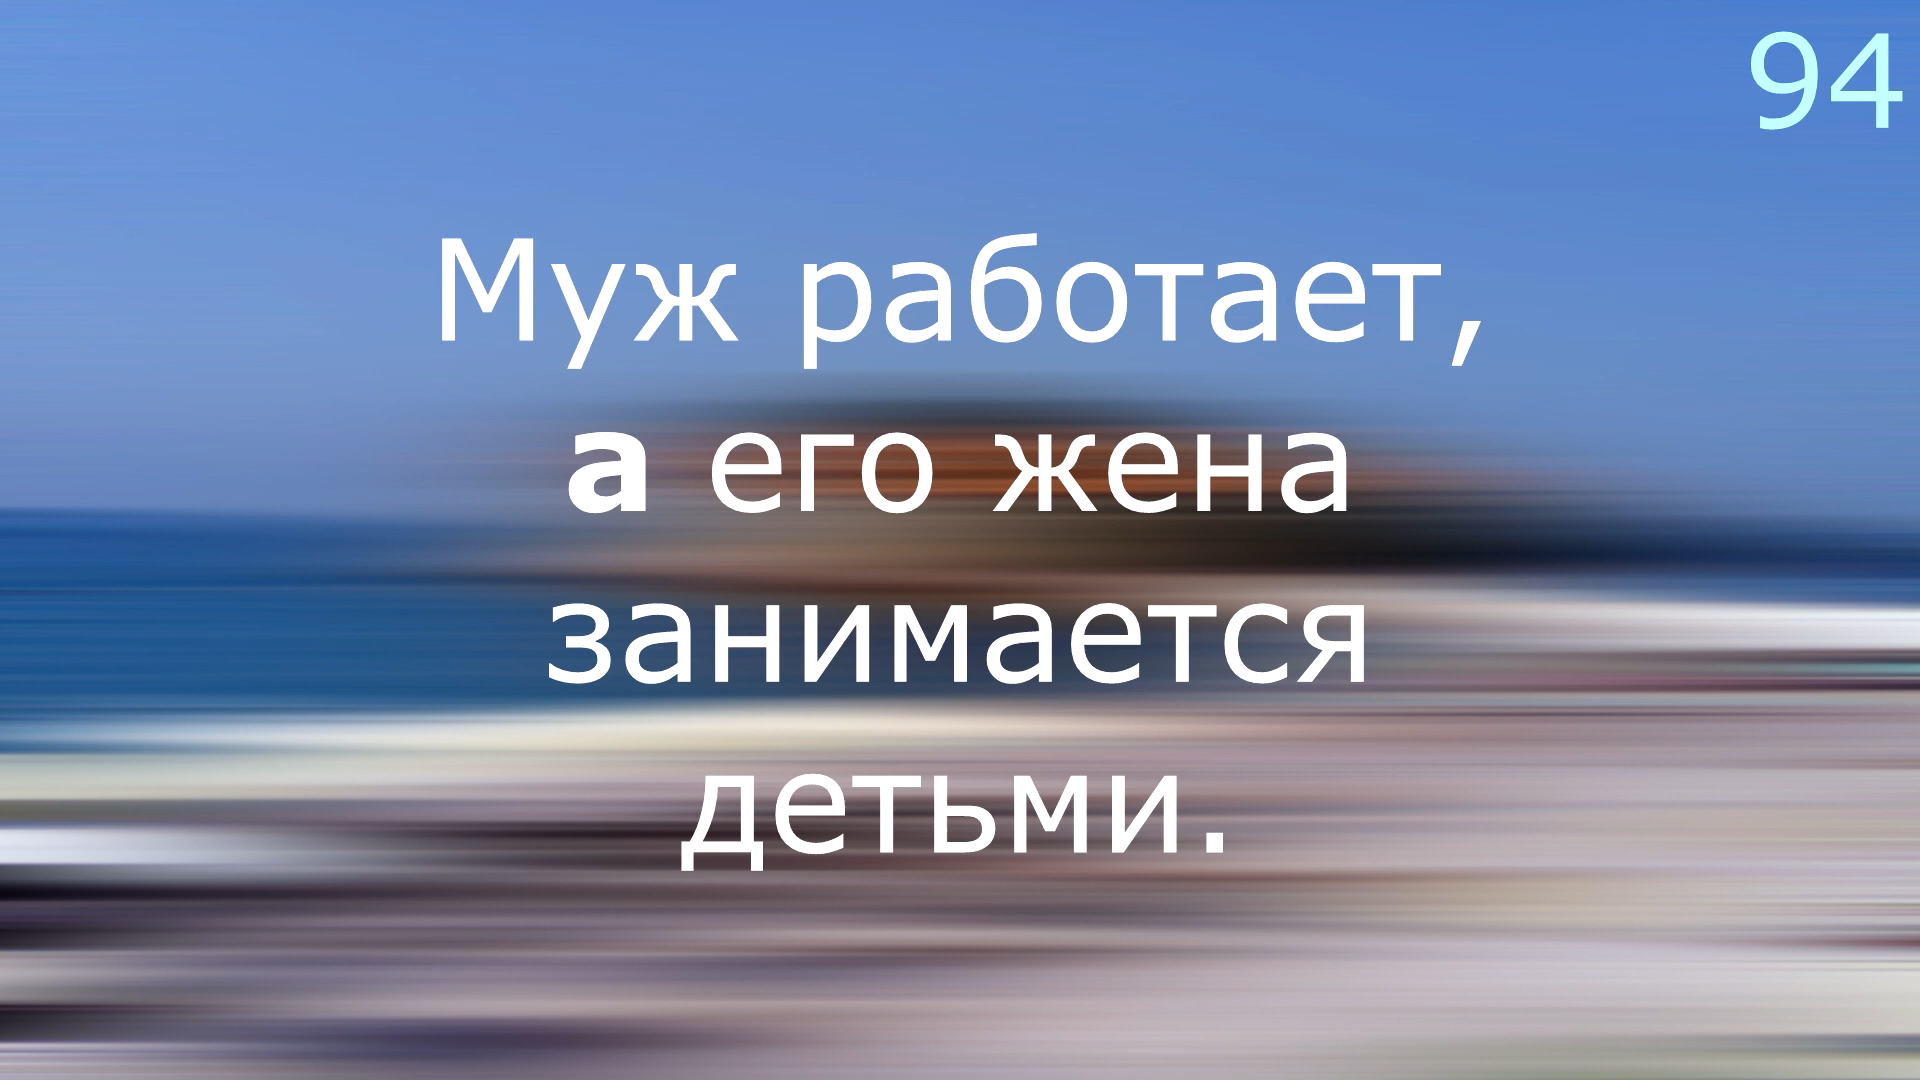 94
Муж работает,
а его жена
занимается
детьми.